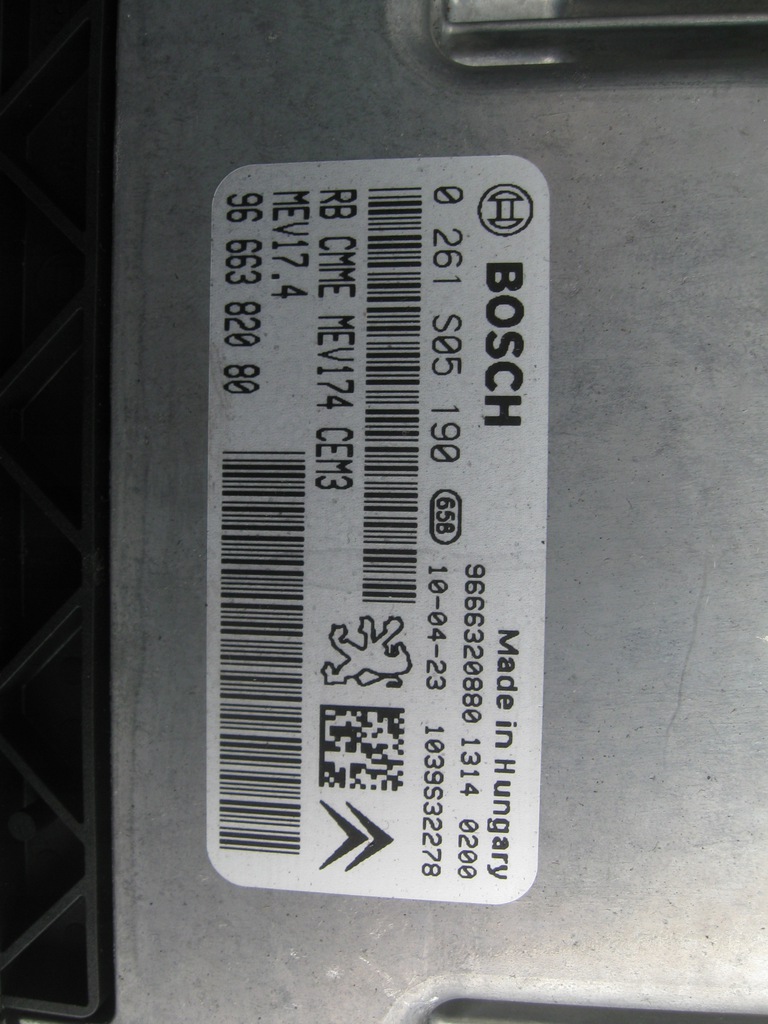 BOSCH
Made in Hungary
9666320880 1314 0200
0 261 S05 190 658 10-04-23 1039S32278
RB CMME MEV174 CEM3
MEV17.4
96 663 820 80